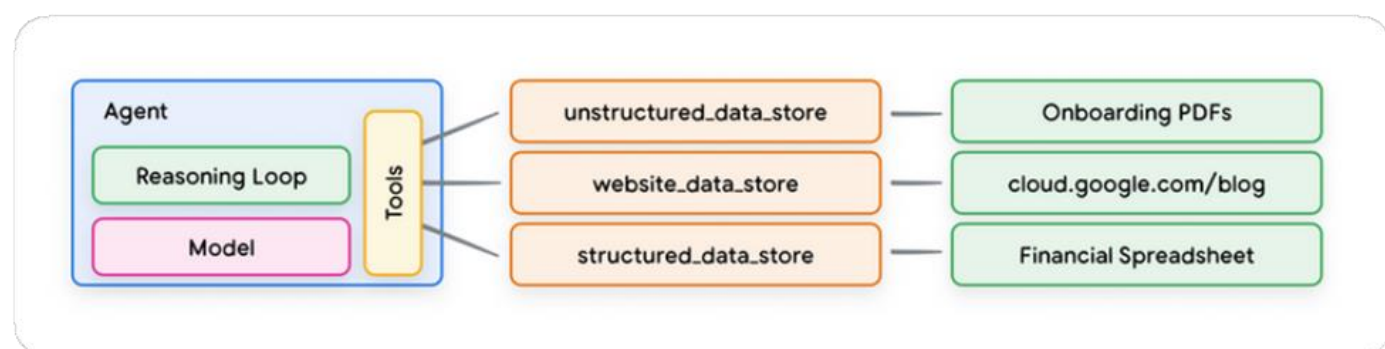 Agent
Reasoning Loop
Model
Tools
unstructured_data_store
website_data_store
structured_data_store
Onboarding PDFs
cloud.google.com/blog
Financial Spreadsheet